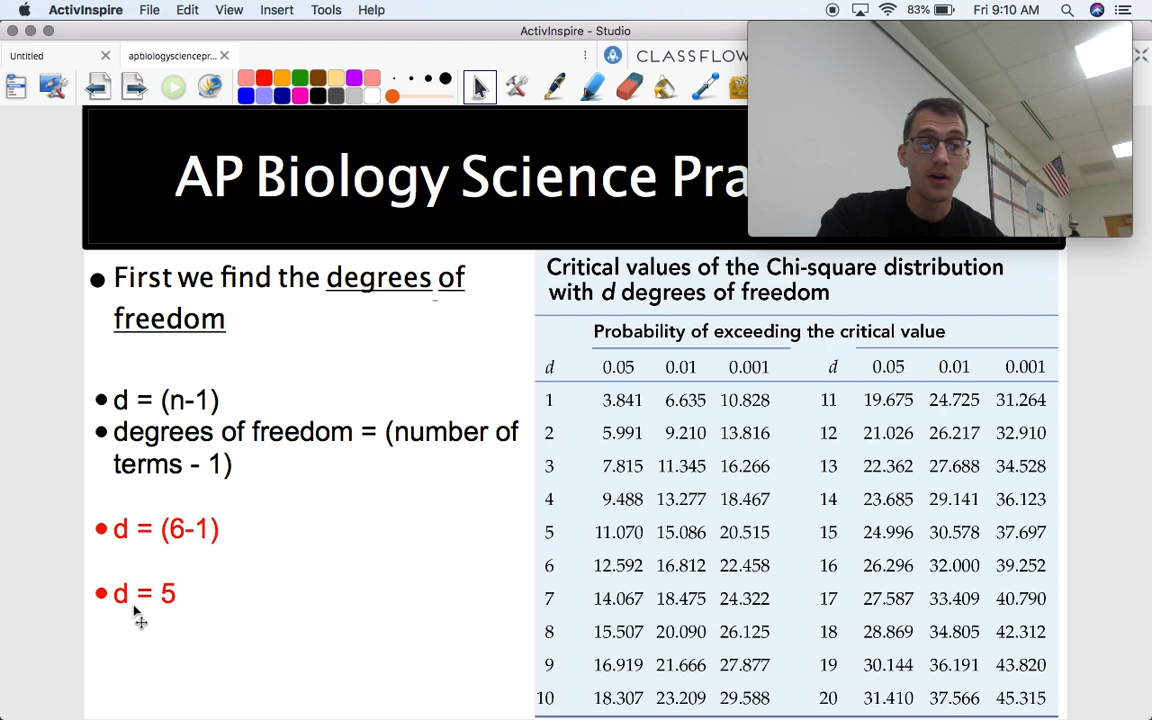 ActivInspire File Edit View Insert Tools Help 83% Fri 9:10 AM
ActivInspire - Studio
Untitled apbiologysciencepr...
CLASSFLOW
AP Biology Science Pra
• First we find the degrees of
freedom
• d = (n-1)
• degrees of freedom = (number of
terms - 1)
• d = (6-1)
• d = 5
Critical values of the Chi-square distribution
with d degrees of freedom
Probability of exceeding the critical value
d 0.05 0.01 0.001 d 0.05 0.01 0.001
1 3.841 6.635 10.828 11 19.675 24.725 31.264
2 5.991 9.210 13.816 12 21.026 26.217 32.910
3 7.815 11.345 16.266 13 22.362 27.688 34.528
4 9.488 13.277 18.467 14 23.685 29.141 36.123
5 11.070 15.086 20.515 15 24.996 30.578 37.697
6 12.592 16.812 22.458 16 26.296 32.000 39.252
7 14.067 18.475 24.322 17 27.587 33.409 40.790
8 15.507 20.090 26.125 18 28.869 34.805 42.312
9 16.919 21.666 27.877 19 30.144 36.191 43.820
10 18.307 23.209 29.588 20 31.410 37.566 45.315